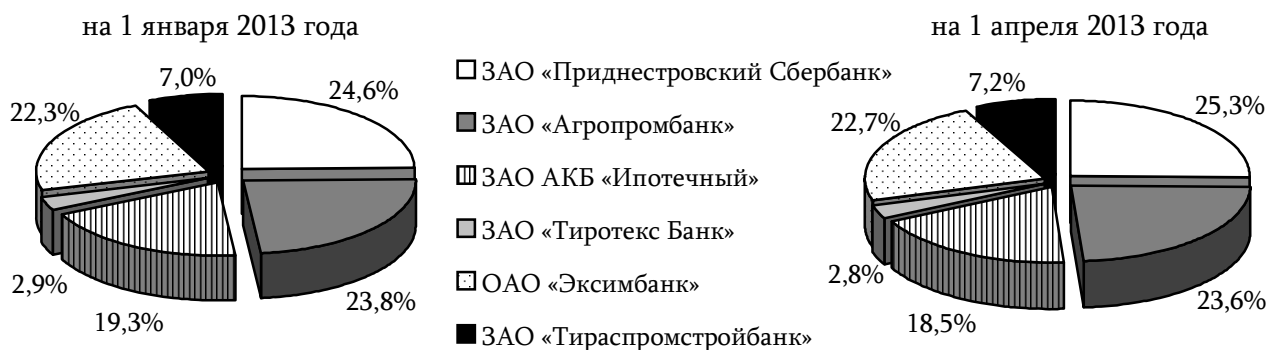 на 1 января 2013 года
7,0%
24,6%
22,3%
2,9%
19,3%
23,8%
ЗАО «Приднестровский Сбербанк»
ЗАО «Агропромбанк»
ЗАО АКБ «Ипотечный»
ЗАО «Тиротекс Банк»
ОАО «Эксимбанк»
ЗАО «Тираспромстройбанк»
на 1 апреля 2013 года
7,2%
25,3%
22,7%
2,8%
18,5%
23,6%